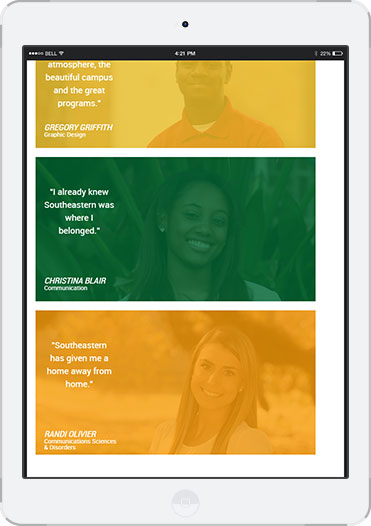 BELL
4:21 PM
22%
atmosphere, the
beautiful campus
and the great
programs."
GREGORY GRIFFITH
Graphic Design
"I already knew
Southeastern was
where I
belonged."
CHRISTINA BLAIR
Communication
"Southeastern
has given me a
home away from
home."
RANDI OLIVIER
Communications Sciences
& Disorders